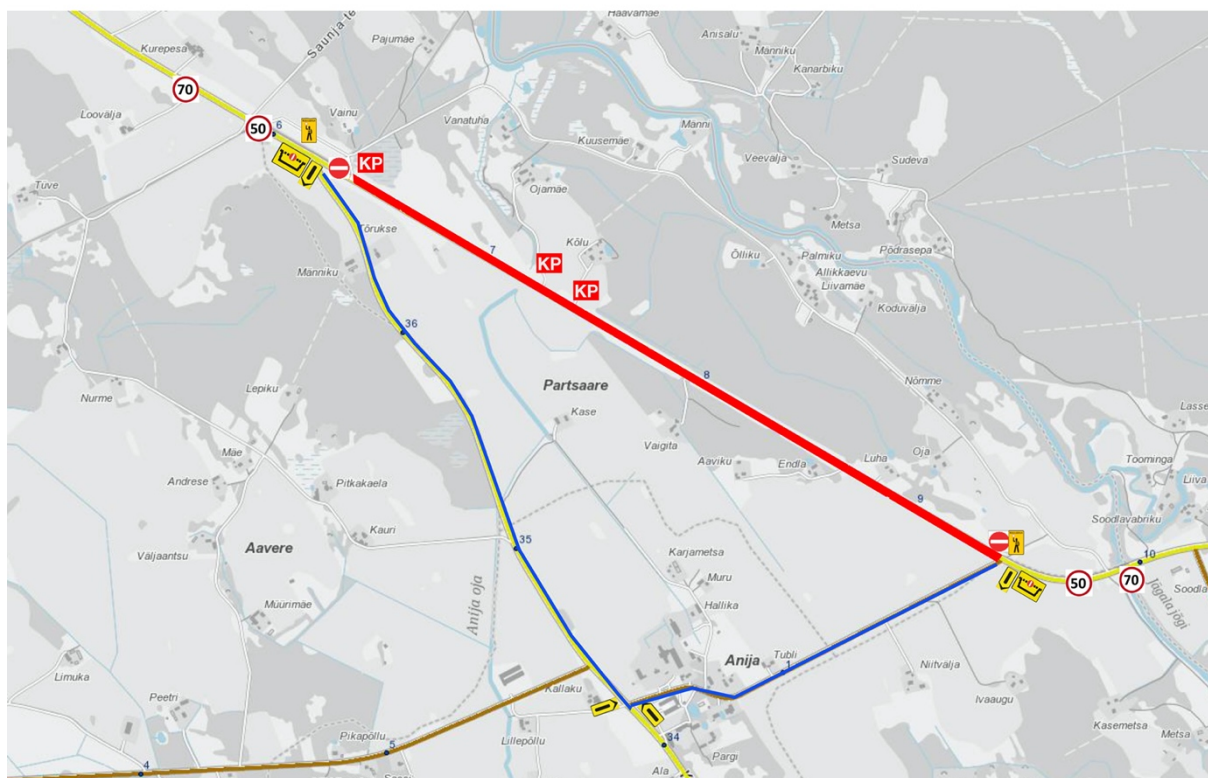 Haavamäe
Anisalu
Männiku
Kanarbiku
Kurepesa
Pajumäe
Saunja-te
70
Loovälja
50
6
Vainu
Vanatuha
Kuusemäe
Männi
Veevälja
Sudeva
KP
Tuve
Ojamäe
Metsa
Põdrasepa
Kõlu
Õlliku
Palmiku
Allikkaevu
Liivamäe
Koduvälja
Tõrukse
Männiku
7
KP
KP
36
8
Partsaare
Nõmme
Nurme
Lepiku
Kase
Lasse
Vaigita
Oja
Mäe
Aaviku
Endla
Luha
Toominga
Liiva
Andrese
Pitkakaela
9
Soodlavabriku
Väljaantsu
Aavere
Kauri
35
10
Karjametsa
50
70
Muru
Jägala jõgi
Soodla
Anija oja
Hallika
Müürimäe
Anija
Tubli
1
Niitvälja
Limuka
Peetri
Kallaku
Ivaaugu
Kasemetsa
Pikapõllu
5
Lillepõllu
34
Pargi
Metsa
4
Ala